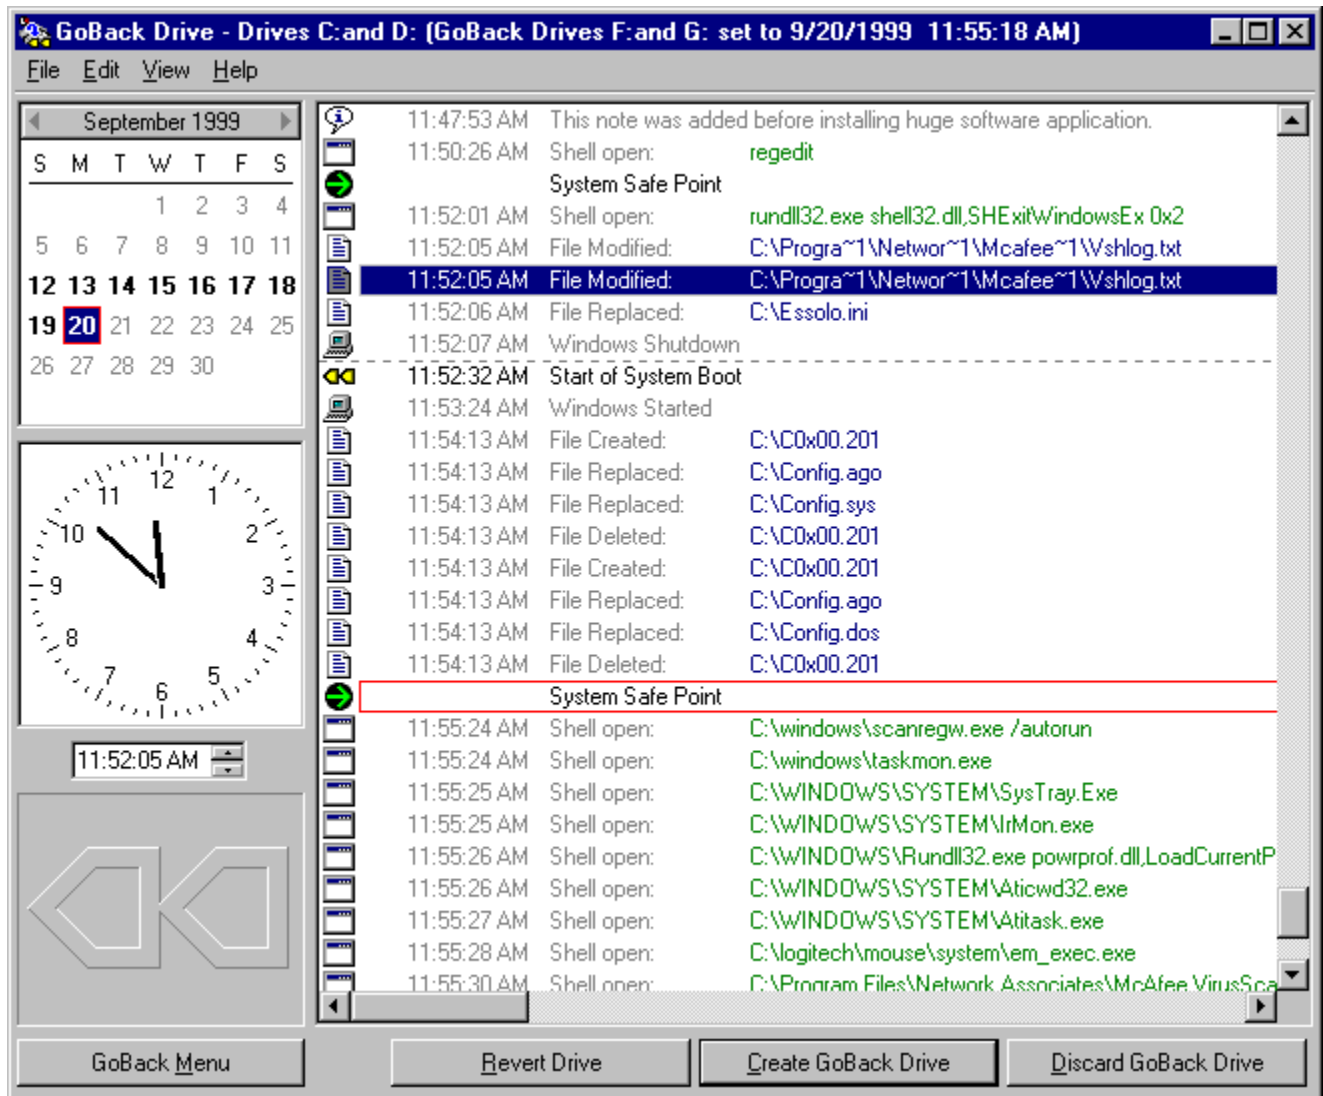 GoBack Drive - Drives C:and D: (GoBack Drives F:and G: set to 9/20/1999  11:55:18 AM)
File Edit View Help
September 1999
S M T W T F S
1 2 3 4
5 6 7 8 9 10 11
12 13 14 15 16 17 18
19 20 21 22 23 24 25
26 27 28 29 30
12
1
2
3
4
5
6
7
8
9
10
11
11:52:05 AM
11:47:53 AM This note was added before installing huge software application.
11:50:26 AM Shell open: regedit
System Safe Point
11:52:01 AM Shell open: rundll32.exe shell32.dll,SHExitWindowsEx 0x2
11:52:05 AM File Modified: C:\Progra~1\Networ~1\Mcafee~1\Vshlog.txt
11:52:05 AM File Modified: C:\Progra~1\Networ~1\Mcafee~1\Vshlog.txt
11:52:06 AM File Replaced: C:\Essolo.ini
11:52:07 AM Windows Shutdown
11:52:32 AM Start of System Boot
11:53:24 AM Windows Started
11:54:13 AM File Created: C:\C0x00.201
11:54:13 AM File Replaced: C:\Config.ago
11:54:13 AM File Replaced: C:\Config.sys
11:54:13 AM File Deleted: C:\C0x00.201
11:54:13 AM File Created: C:\C0x00.201
11:54:13 AM File Replaced: C:\Config.ago
11:54:13 AM File Replaced: C:\Config.dos
11:54:13 AM File Deleted: C:\C0x00.201
System Safe Point
11:55:24 AM Shell open: C:\windows\scanregw.exe /autorun
11:55:24 AM Shell open: C:\windows\taskmon.exe
11:55:25 AM Shell open: C:\WINDOWS\SYSTEM\SysTray.Exe
11:55:25 AM Shell open: C:\WINDOWS\SYSTEM\IrMon.exe
11:55:26 AM Shell open: C:\WINDOWS\Rundll32.exe powrprof.dll,LoadCurrentP
11:55:26 AM Shell open: C:\WINDOWS\SYSTEM\Aticwd32.exe
11:55:27 AM Shell open: C:\WINDOWS\SYSTEM\Atitask.exe
11:55:28 AM Shell open: C:\logitech\mouse\system\em_exec.exe
11:55:30 AM Shell open: C:\Program Files\Network Associates\McAfee VirusSca
GoBack Menu
Revert Drive
Create GoBack Drive
Discard GoBack Drive